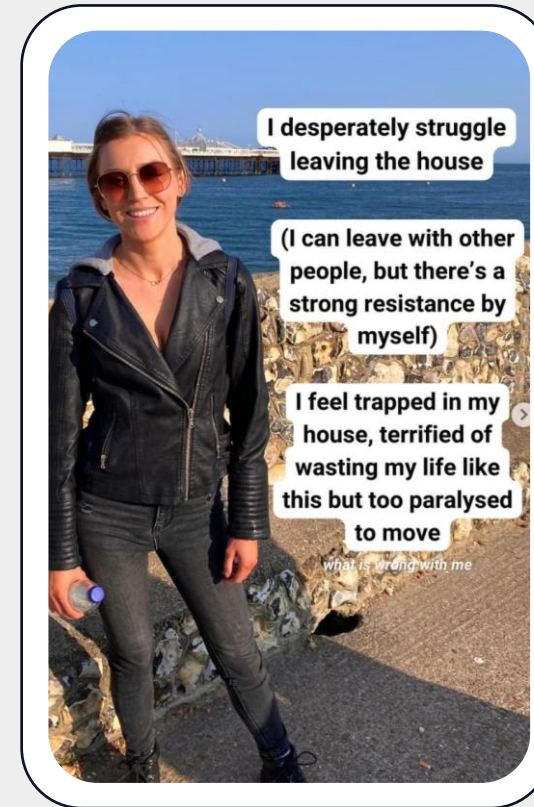 I desperately struggle
leaving the house
(I can leave with other
people, but there's a
strong resistance by
myself)
I feel trapped in my
house, terrified of
wasting my life like
this but too paralysed
to move
what is wrong with me